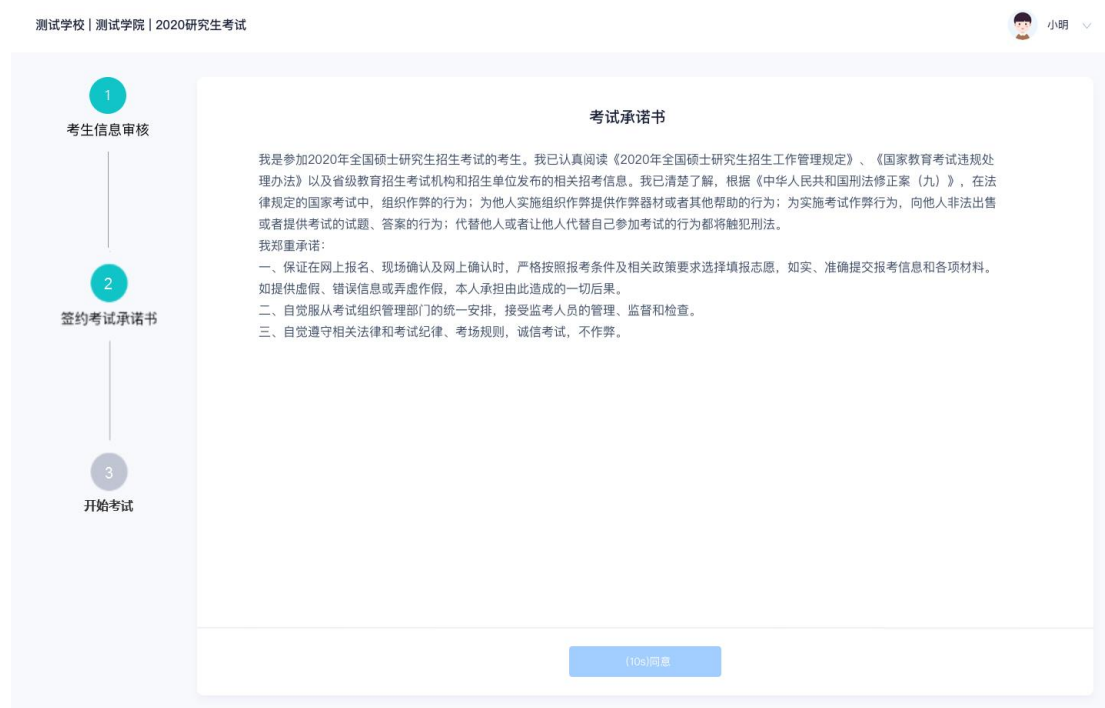 测试学校 | 测试学院 | 2020研究生考试
小明
1
考生信息审核
2
签约考试承诺书
3
开始考试
考试承诺书
我是参加2020年全国硕士研究生招生考试的考生。我已认真阅读《2020年全国硕士研究生招生工作管理规定》、《国家教育考试违规处
理办法》以及省级教育招生考试机构和招生单位发布的相关招考信息。我已清楚了解，根据《中华人民共和国刑法修正案（九）》，在法
律规定的国家考试中，组织作弊的行为；为他人实施组织作弊提供作弊器材或者其他帮助的行为；为实施考试作弊行为，向他人非法出售
或者提供考试的试题、答案的行为；代替他人或者让他人代替自己参加考试的行为都将触犯刑法。
我郑重承诺：
一、保证在网上报名、现场确认及网上确认时，严格按照报考条件及相关政策要求选择填报志愿，如实、准确提交报考信息和各项材料。
如提供虚假、错误信息或弄虚作假，本人承担由此造成的一切后果。
二、自觉服从考试组织管理部门的统一安排，接受监考人员的管理、监督和检查。
三、自觉遵守相关法律和考试纪律、考场规则，诚信考试，不作弊。
(10s)同意